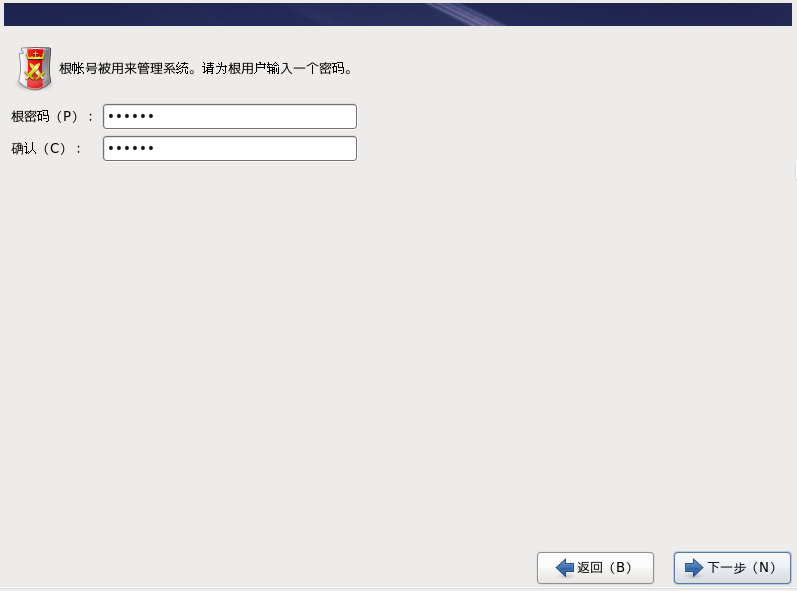 根帐号被用来管理系统。请为根用户输入一个密码。
根密码（P）： ••••••
确认（C）： ••••••
返回（B） 下一步（N）